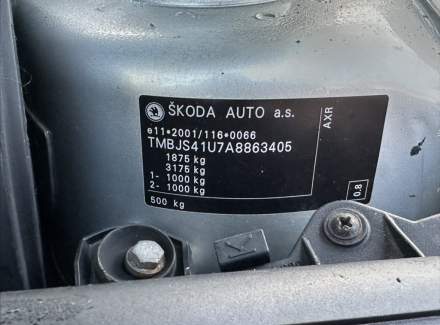 ŠKODA AUTO a.s.
e11*2001/116*0066
TMBJS41U7A8863405
1875 kg
3175 kg
1- 1000 kg
2- 1000 kg
500 kg
AXR
0.8